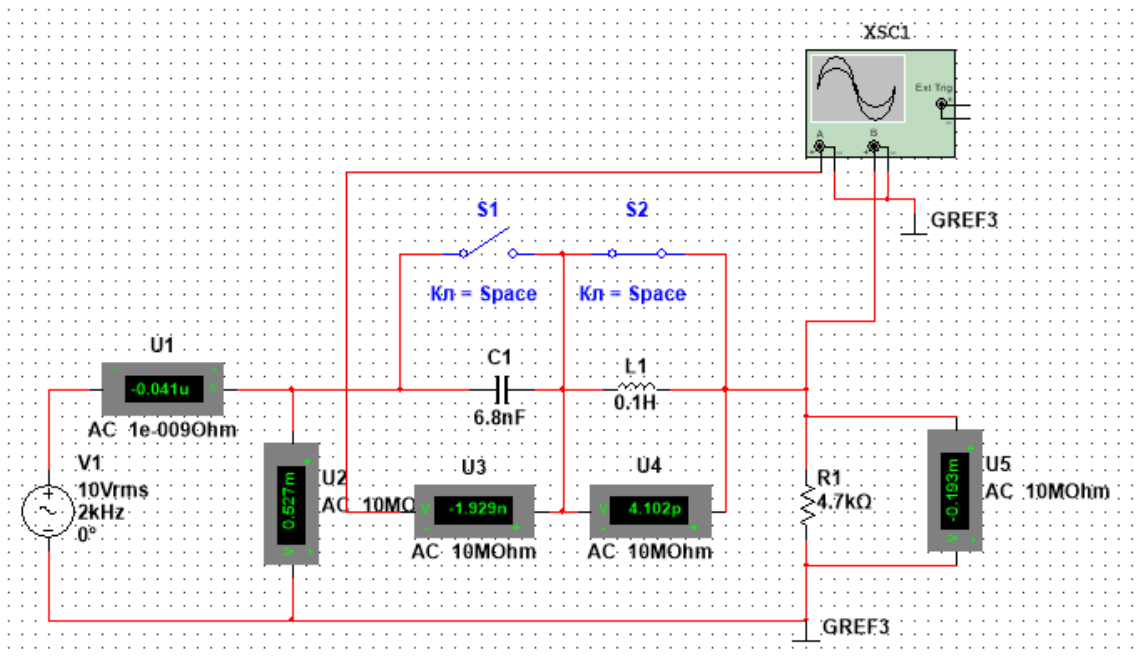 XSC1
Ext Trig
+
-
A
B
+ - + -
GREF3
S1
S2
Кл = Space
Кл = Space
U1
- +
-0.041u
A
AC 1e-009Ohm
C1
6.8nF
L1
0.1H
V1
10Vrms
2kHz
0°
+
0.527m
V -
U2
AC 10MO
U3
V -1.929n
- +
AC 10MOhm
U4
V 4.102p
- +
AC 10MOhm
R1
4.7kΩ
+
-0.193m
V -
U5
AC 10MOhm
GREF3